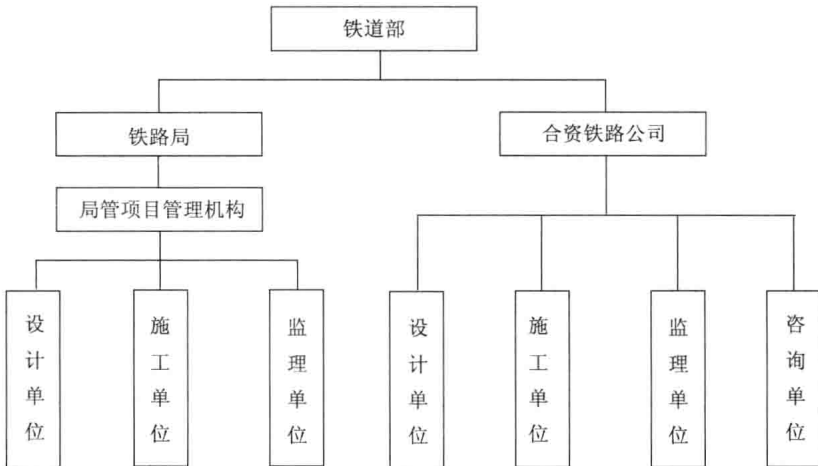 铁道部
铁路局
合资铁路公司
局管项目管理机构
设计单位
施工单位
监理单位
设计单位
施工单位
监理单位
咨询单位